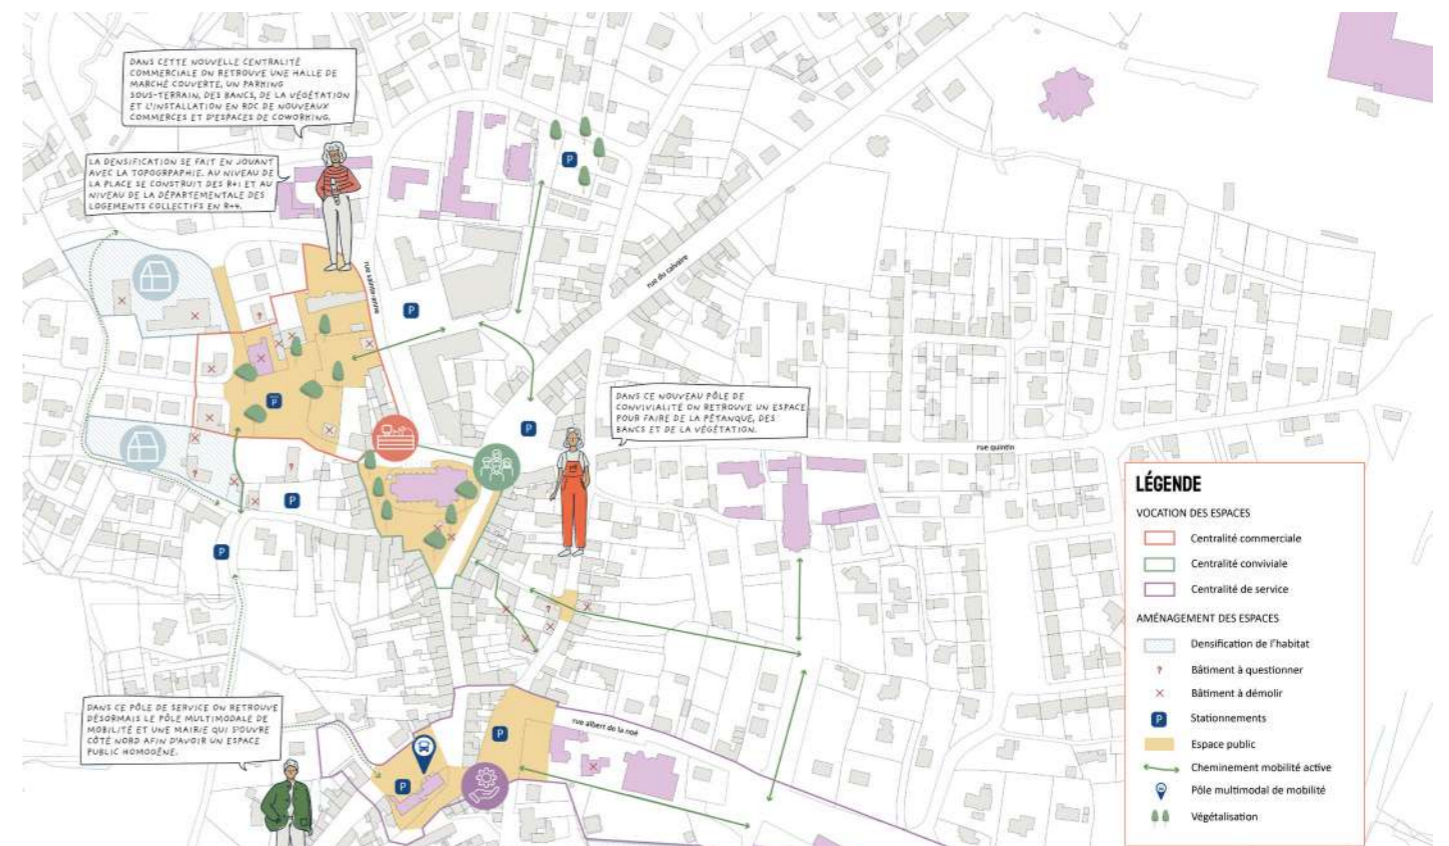 DANS CETTE NOUVELLE CENTRALITÉ
COMMERCIALE ON RETROUVE UNE HALLE DE
MARCHÉ COUVERTE, UN PARKING
SOUS-TERRAIN, DES BANCS, DE LA VÉGÉTATION
ET L'INSTALLATION EN RDC DE NOUVEAUX
COMMERCES ET D'ESPACES DE COWORKING.
LA DENSIFICATION SE FAIT EN JOUANT
AVEC LA TOPOGRPAPHIE. AU NIVEAU DE
LA PLACE SE CONSTRUIT DES R+1 ET AU
NIVEAU DE LA DÉPARTEMENTALE DES
LOGEMENTS COLLECTIFS EN R+4.
P
rue sainte-anne
P
rue du calvaire
?
P
DANS CE NOUVEAU PÔLE DE
CONVIVIALITÉ ON RETROUVE UN ESPACE
POUR FAIRE DE LA PÉTANQUE, DES
BANCS ET DE LA VÉGÉTATION.
P
rue quintin
?
?
P
P
?
DANS CE PÔLE DE SERVICE ON RETROUVE
DÉSORMAIS LE PÔLE MULTIMODALE DE
MOBILITÉ ET UNE MAIRIE QUI S'OUVRE
CÔTÉ NORD AFIN D'AVOIR UN ESPACE
PUBLIC HOMOGÈNE.
rue albert de la noé
P
P
LÉGENDE
VOCATION DES ESPACES
Centralité commerciale
Centralité conviviale
Centralité de service
AMÉNAGEMENT DES ESPACES
Densification de l'habitat
? Bâtiment à questionner
Bâtiment à démolir
P Stationnements
Espace public
Cheminement mobilité active
Pôle multimodal de mobilité
Végétalisation